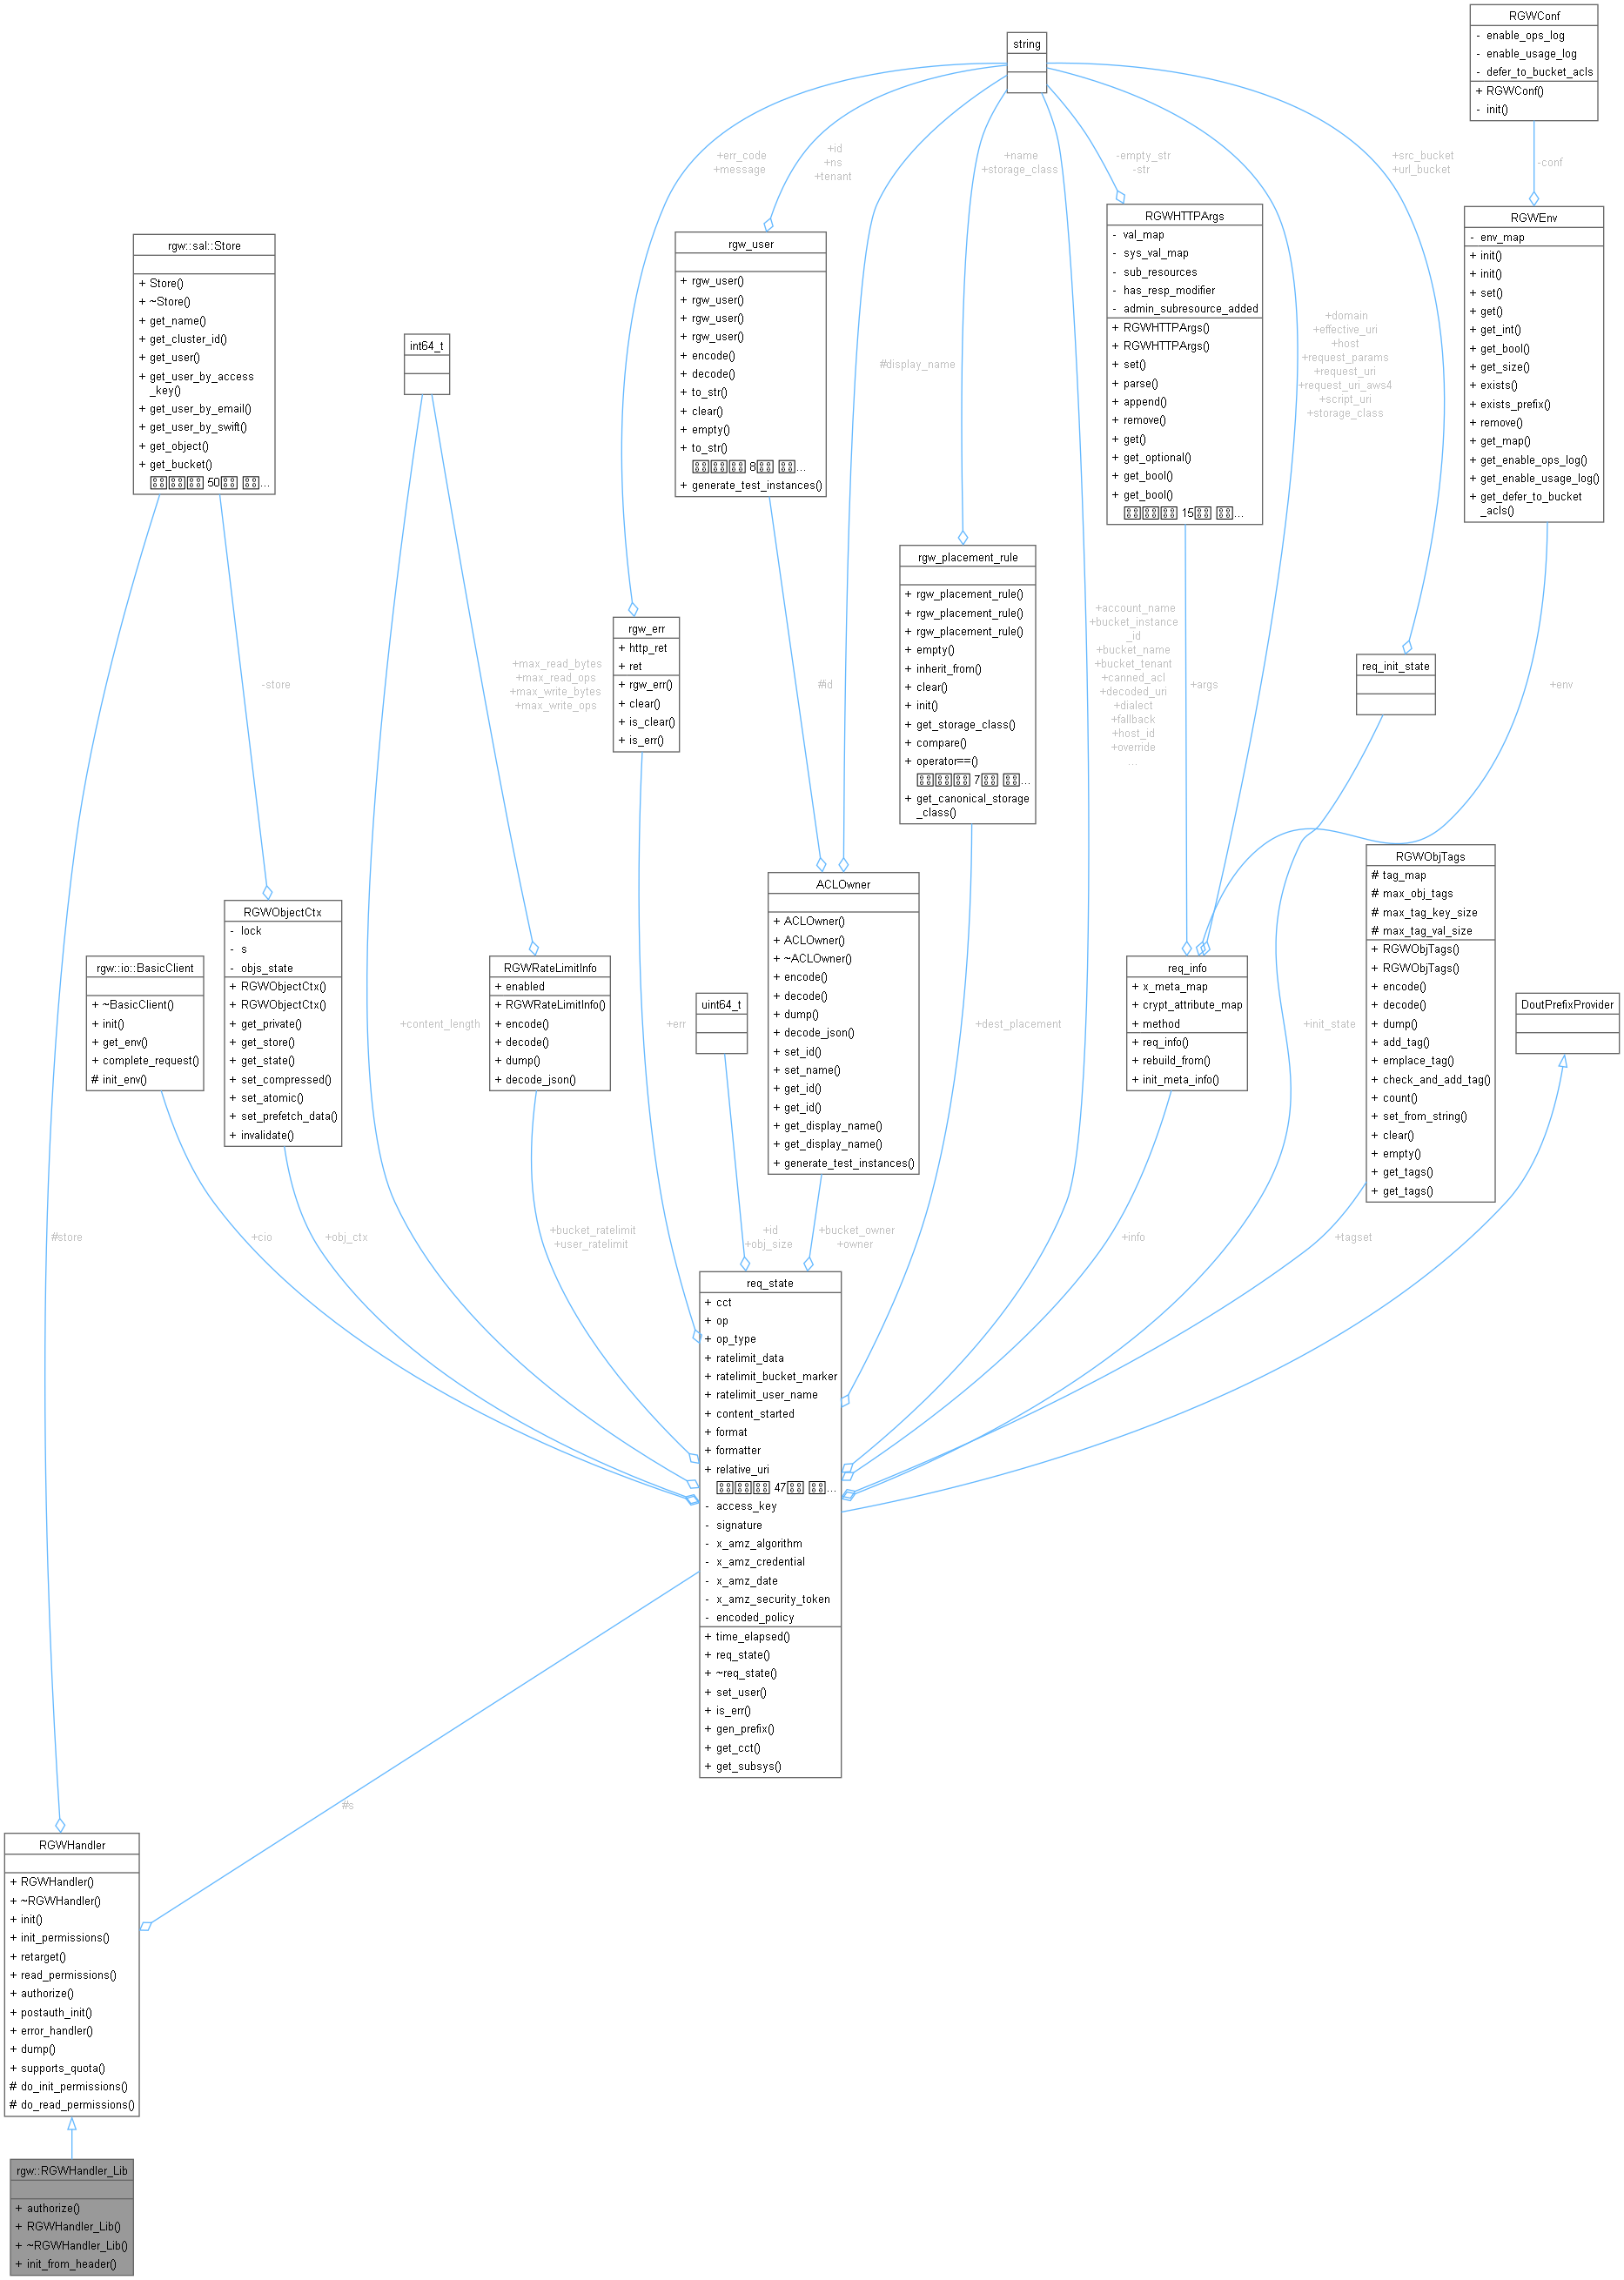 RGWConf
- enable_ops_log
- enable_usage_log
- defer_to_bucket_acls
+ RGWConf()
- init()
string
+err_code
+message
+id
+ns
+tenant
+name
+storage_class
-empty_str
-str
+src_bucket
+url_bucket
-conf
rgw::sal::Store
+ Store()
+ ~Store()
+ get_name()
+ get_cluster_id()
+ get_user()
+ get_user_by_access
_key()
+ get_user_by_email()
+ get_user_by_swift()
+ get_object()
+ get_bucket()
50
...
int64_t
rgw_user
+ rgw_user()
+ rgw_user()
+ rgw_user()
+ rgw_user()
+ encode()
+ decode()
+ to_str()
+ clear()
+ empty()
+ to_str()
8
...
+ generate_test_instances()
#display_name
RGWHTTPArgs
- val_map
- sys_val_map
- sub_resources
- has_resp_modifier
- admin_subresource_added
+ RGWHTTPArgs()
+ RGWHTTPArgs()
+ set()
+ parse()
+ append()
+ remove()
+ get()
+ get_optional()
+ get_bool()
+ get_bool()
15
...
+domain
+effective_uri
+host
+request_params
+request_uri
+request_uri_aws4
+script_uri
+storage_class
RGWEnv
- env_map
+ init()
+ init()
+ set()
+ get()
+ get_int()
+ get_bool()
+ get_size()
+ exists()
+ exists_prefix()
+ remove()
+ get_map()
+ get_enable_ops_log()
+ get_enable_usage_log()
+ get_defer_to_bucket
_acls()
-store
+max_read_bytes
+max_read_ops
+max_write_bytes
+max_write_ops
rgw_err
+ http_ret
+ ret
+ rgw_err()
+ clear()
+ is_clear()
+ is_err()
#id
rgw_placement_rule
+ rgw_placement_rule()
+ rgw_placement_rule()
+ rgw_placement_rule()
+ empty()
+ inherit_from()
+ clear()
+ init()
+ get_storage_class()
+ compare()
+ operator==()
7
...
+ get_canonical_storage
_class()
+account_name
+bucket_instance
_id
+bucket_name
+bucket_tenant
+canned_acl
+decoded_uri
+dialect
+fallback
+host_id
+override
...
+args
req_init_state
+env
rgw::io::BasicClient
+ ~BasicClient()
+ init()
+ get_env()
+ complete_request()
# init_env()
RGWObjectCtx
- lock
- s
- objs_state
+ RGWObjectCtx()
+ RGWObjectCtx()
+ get_private()
+ get_store()
+ get_state()
+ set_compressed()
+ set_atomic()
+ set_prefetch_data()
+ invalidate()
+content_length
RGWRateLimitInfo
+ enabled
+ RGWRateLimitInfo()
+ encode()
+ decode()
+ dump()
+ decode_json()
+err
uint64_t
ACLOwner
+ ACLOwner()
+ ACLOwner()
+ ~ACLOwner()
+ encode()
+ decode()
+ dump()
+ decode_json()
+ set_id()
+ set_name()
+ get_id()
+ get_id()
+ get_display_name()
+ get_display_name()
+ generate_test_instances()
+dest_placement
req_info
+ x_meta_map
+ crypt_attribute_map
+ method
+ req_info()
+ rebuild_from()
+ init_meta_info()
+init_state
RGWObjTags
# tag_map
# max_obj_tags
# max_tag_key_size
# max_tag_val_size
+ RGWObjTags()
+ RGWObjTags()
+ encode()
+ decode()
+ dump()
+ add_tag()
+ emplace_tag()
+ check_and_add_tag()
+ count()
+ set_from_string()
+ clear()
+ empty()
+ get_tags()
+ get_tags()
DoutPrefixProvider
#store
+cio
+obj_ctx
+bucket_ratelimit
+user_ratelimit
+id
+obj_size
+bucket_owner
+owner
+info
+tagset
req_state
+ cct
+ op
+ op_type
+ ratelimit_data
+ ratelimit_bucket_marker
+ ratelimit_user_name
+ content_started
+ format
+ formatter
+ relative_uri
47
...
- access_key
- signature
- x_amz_algorithm
- x_amz_credential
- x_amz_date
- x_amz_security_token
- encoded_policy
+ time_elapsed()
+ req_state()
+ ~req_state()
+ set_user()
+ is_err()
+ gen_prefix()
+ get_cct()
+ get_subsys()
#s
RGWHandler
+ RGWHandler()
+ ~RGWHandler()
+ init()
+ init_permissions()
+ retarget()
+ read_permissions()
+ authorize()
+ postauth_init()
+ error_handler()
+ dump()
+ supports_quota()
# do_init_permissions()
# do_read_permissions()
rgw::RGWHandler_Lib
+ authorize()
+ RGWHandler_Lib()
+ ~RGWHandler_Lib()
+ init_from_header()